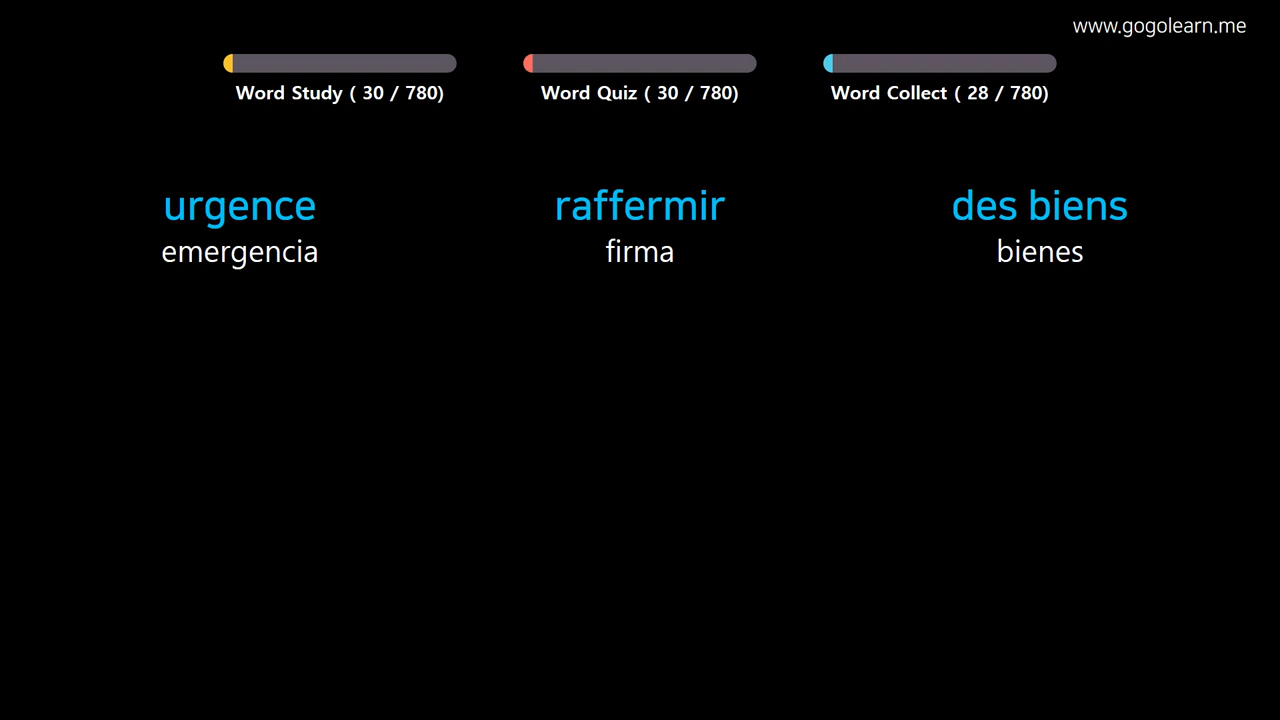 www.gogolearn.me
Word Study ( 30 / 780)
Word Quiz ( 30 / 780)
Word Collect ( 28 / 780)
urgence
emergencia
raffermir
firma
des biens
bienes